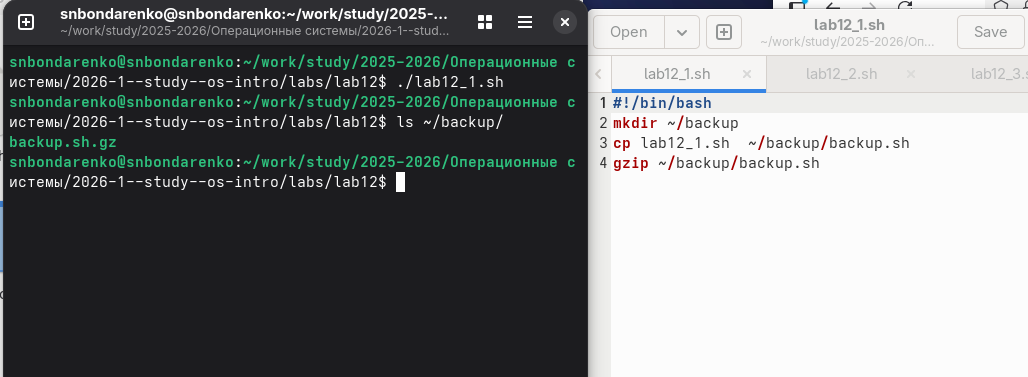 snbondarenko@snbondarenko:~/work/study/2025-...
~/work/study/2025-2026/Операционные системы/2026-1--stud...
snbondarenko@snbondarenko:~/work/study/2025-2026/Операционные с
истемы/2026-1--study--os-intro/labs/lab12$ ./lab12_1.sh
snbondarenko@snbondarenko:~/work/study/2025-2026/Операционные с
истемы/2026-1--study--os-intro/labs/lab12$ ls ~/backup/
backup.sh.gz
snbondarenko@snbondarenko:~/work/study/2025-2026/Операционные с
истемы/2026-1--study--os-intro/labs/lab12$
Open
lab12_1.sh
~/work/study/2025-2026/Оп...
Save
lab12_1.sh
lab12_2.sh
lab12_3.s
1 #!/bin/bash
2 mkdir ~/backup
3 cp lab12_1.sh  ~/backup/backup.sh
4 gzip ~/backup/backup.sh